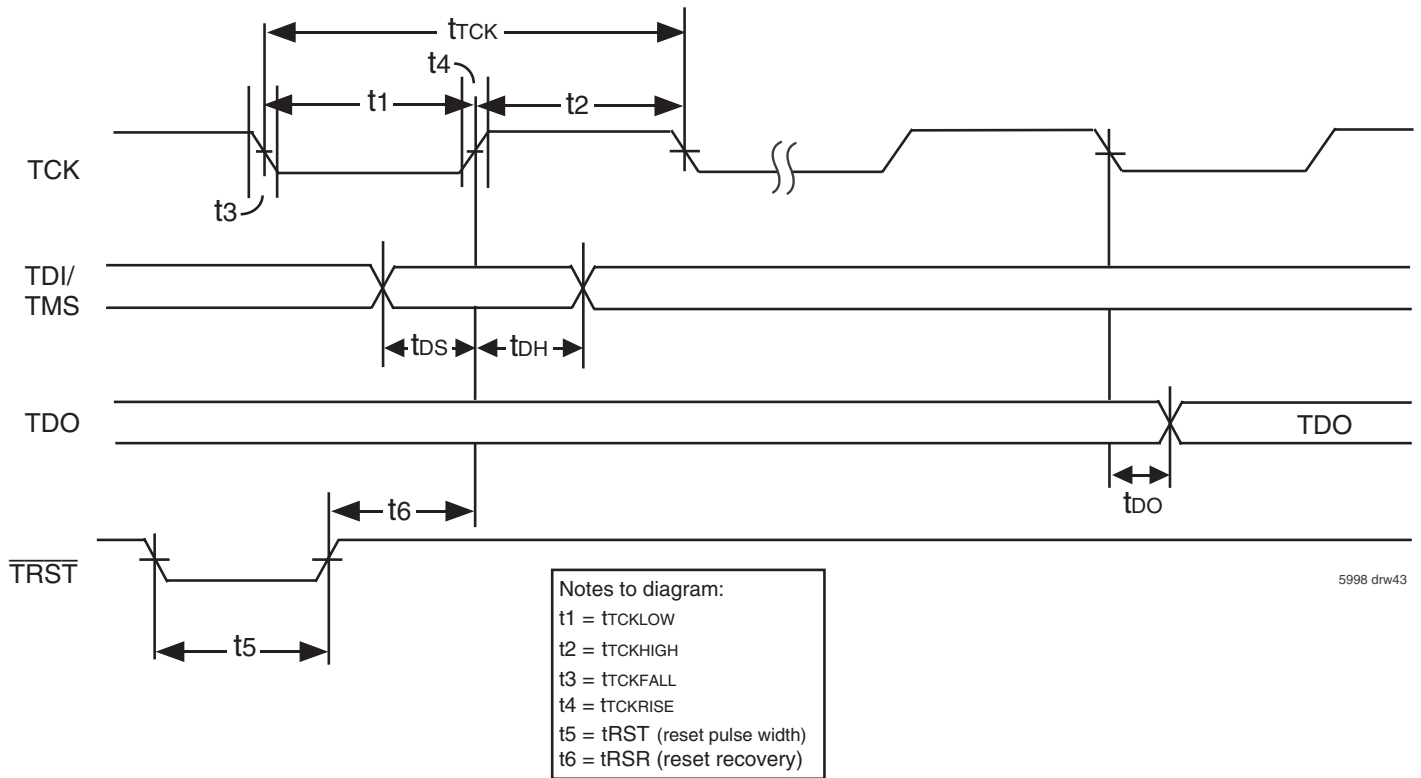 tTCK
t4
t1
t2
TCK
t3
TDI/
TMS
tDS
tDH
TDO
TDO
tDO
t6
TRST
5998 drw43
t5
Notes to diagram:
t1 = tTCKLOW
t2 = tTCKHIGH
t3 = tTCKFALL
t4 = tTCKRISE
t5 = tRST (reset pulse width)
t6 = tRSR (reset recovery)